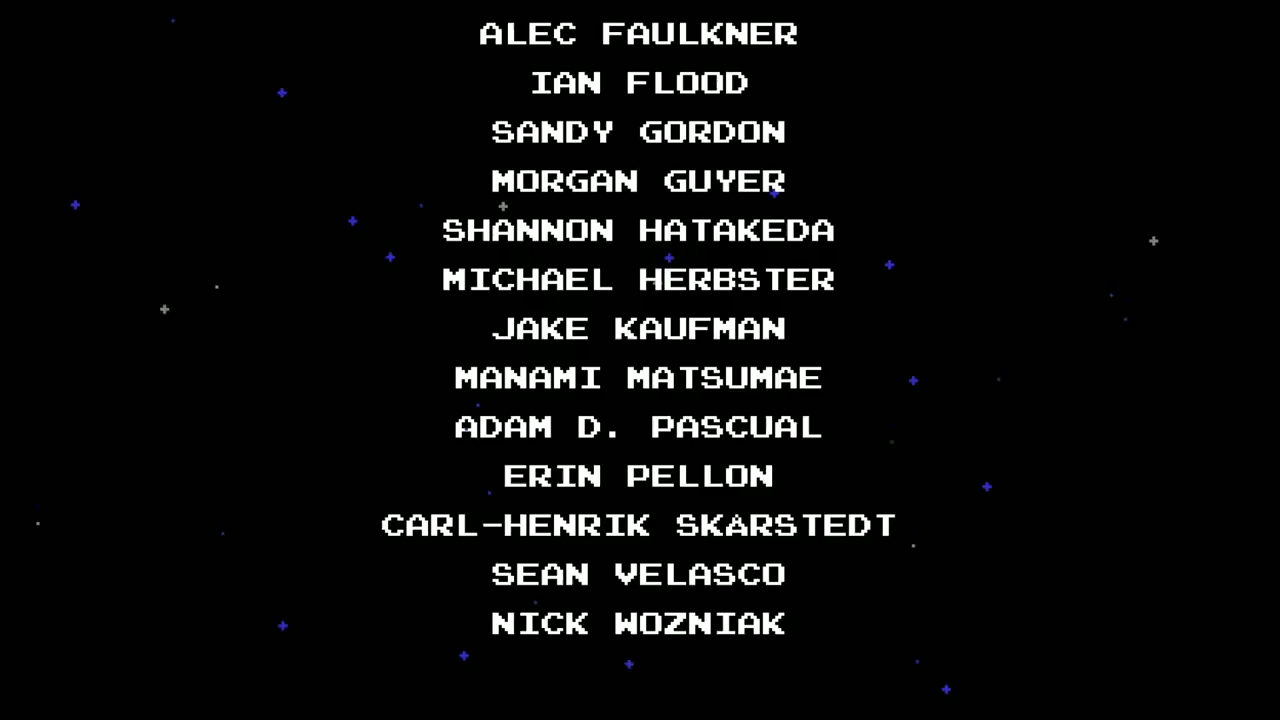 ALEC FAULKNER
IAN FLOOD
SANDY GORDON
MORGAN GUYER
SHANNON HATAKEDA
MICHAEL HERBSTER
JAKE KAUFMAN
MANAMI MATSUMAE
ADAM D. PASCUAL
ERIN PELLON
CARL-HENRIK SKARSTEDT
SEAN VELASCO
NICK WOZNIAK